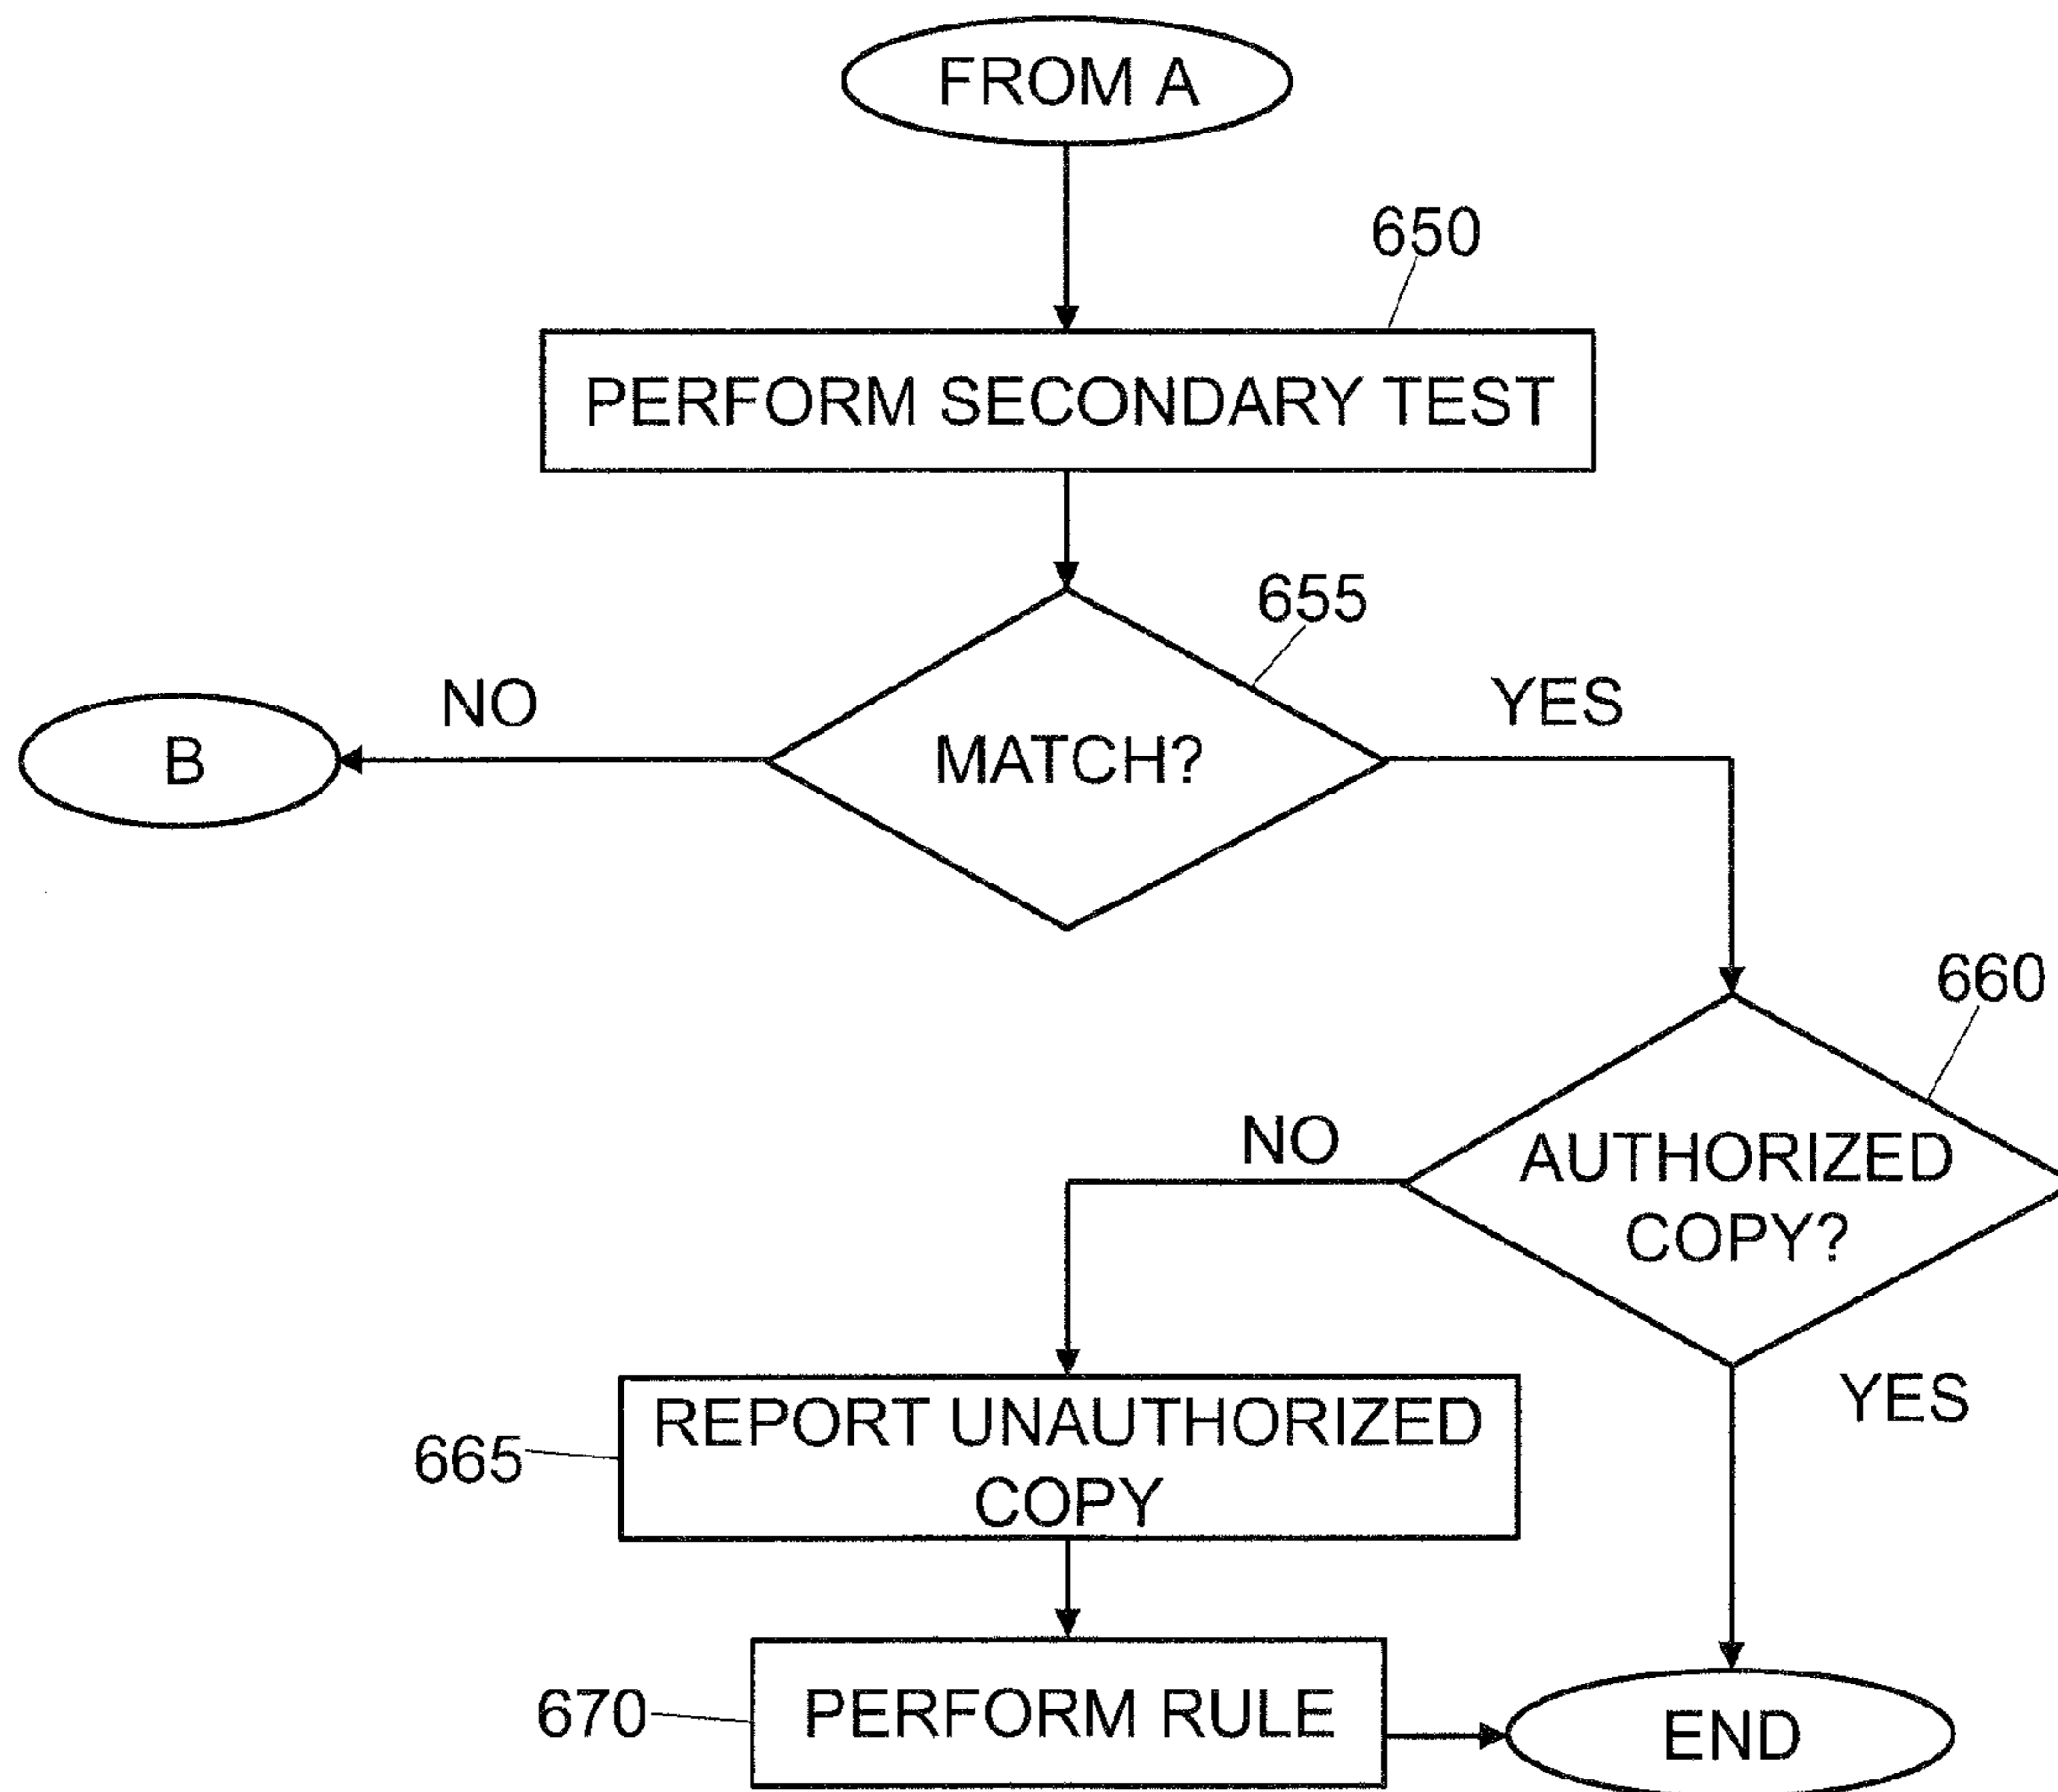 FROM A
650
PERFORM SECONDARY TEST
655
NO
YES
B
MATCH?
660
NO
AUTHORIZED
COPY?
YES
REPORT UNAUTHORIZED
COPY
665
670
PERFORM RULE
END